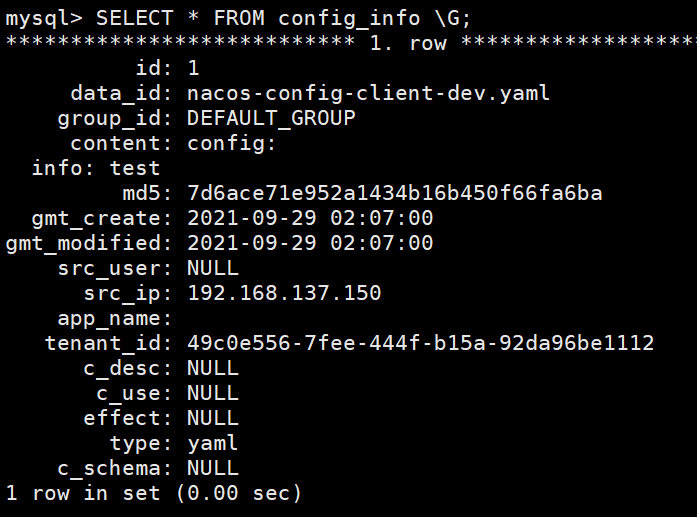 mysql> SELECT * FROM config_info \G;
*************************** 1. row ******************
id: 1
data_id: nacos-config-client-dev.yaml
group_id: DEFAULT_GROUP
content: config:
info: test
md5: 7d6ace71e952a1434b16b450f66fa6ba
gmt_create: 2021-09-29 02:07:00
gmt_modified: 2021-09-29 02:07:00
src_user: NULL
src_ip: 192.168.137.150
app_name:
tenant_id: 49c0e556-7fee-444f-b15a-92da96be1112
c_desc: NULL
c_use: NULL
effect: NULL
type: yaml
c_schema: NULL
1 row in set (0.00 sec)